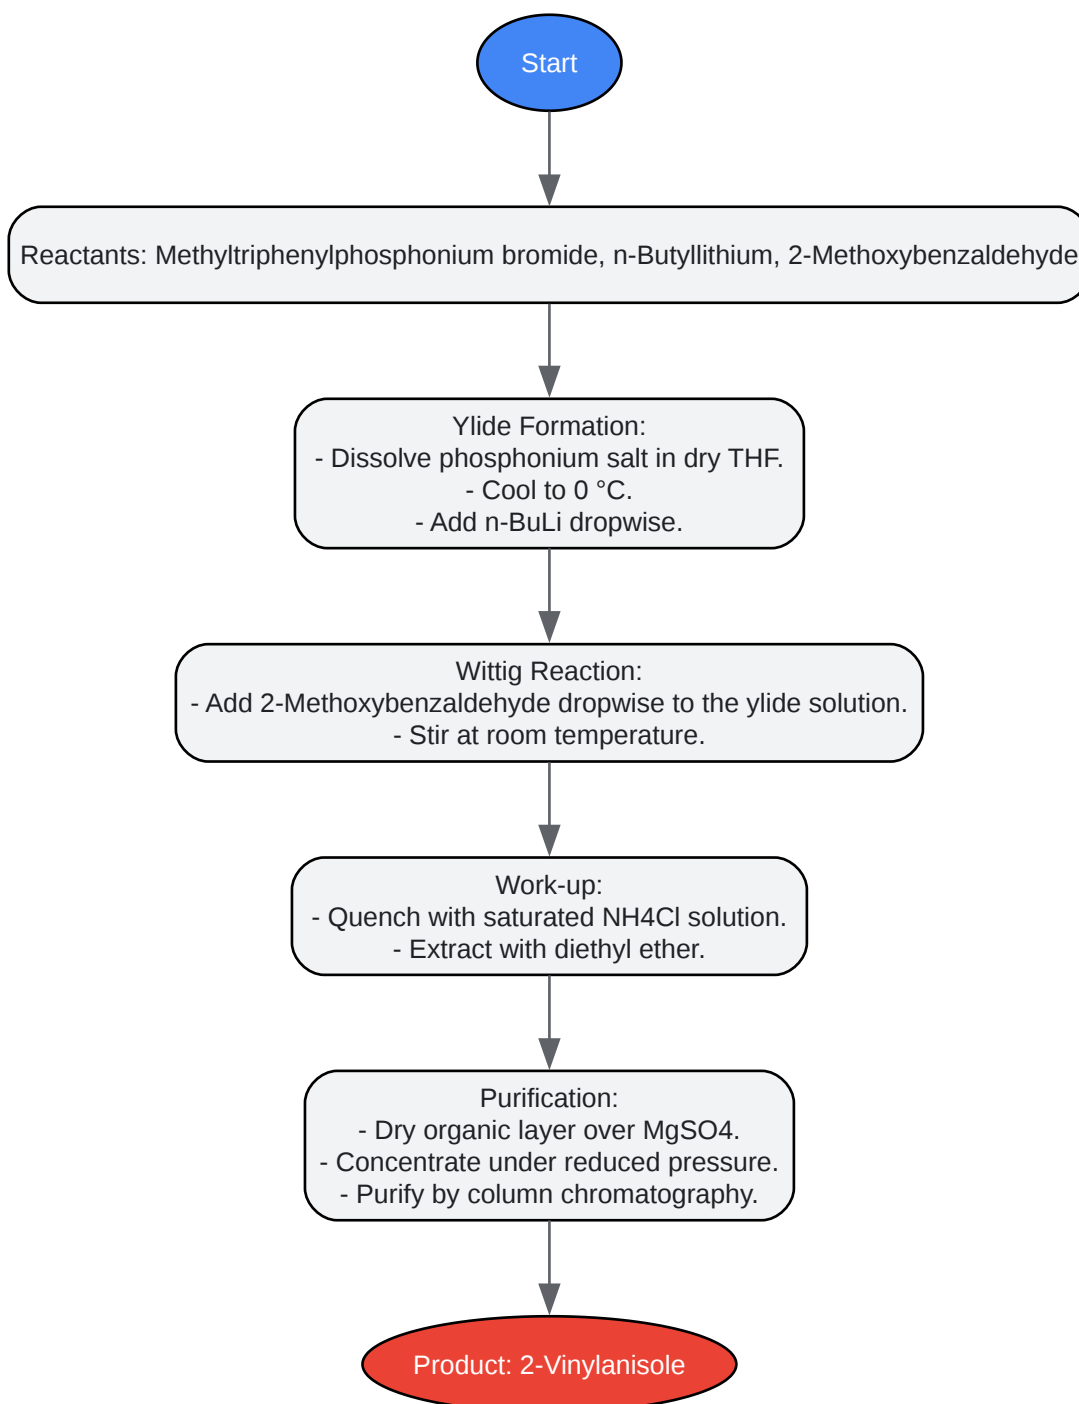 Start
Reactants: Methyltriphenylphosphonium bromide, n-Butyllithium, 2-Methoxybenzaldehyde
Ylide Formation:
- Dissolve phosphonium salt in dry THF.
- Cool to 0 °C.
- Add n-BuLi dropwise.
Wittig Reaction:
- Add 2-Methoxybenzaldehyde dropwise to the ylide solution.
- Stir at room temperature.
Work-up:
- Quench with saturated NH4Cl solution.
- Extract with diethyl ether.
Purification:
- Dry organic layer over MgSO4.
- Concentrate under reduced pressure.
- Purify by column chromatography.
Product: 2-Vinylanisole